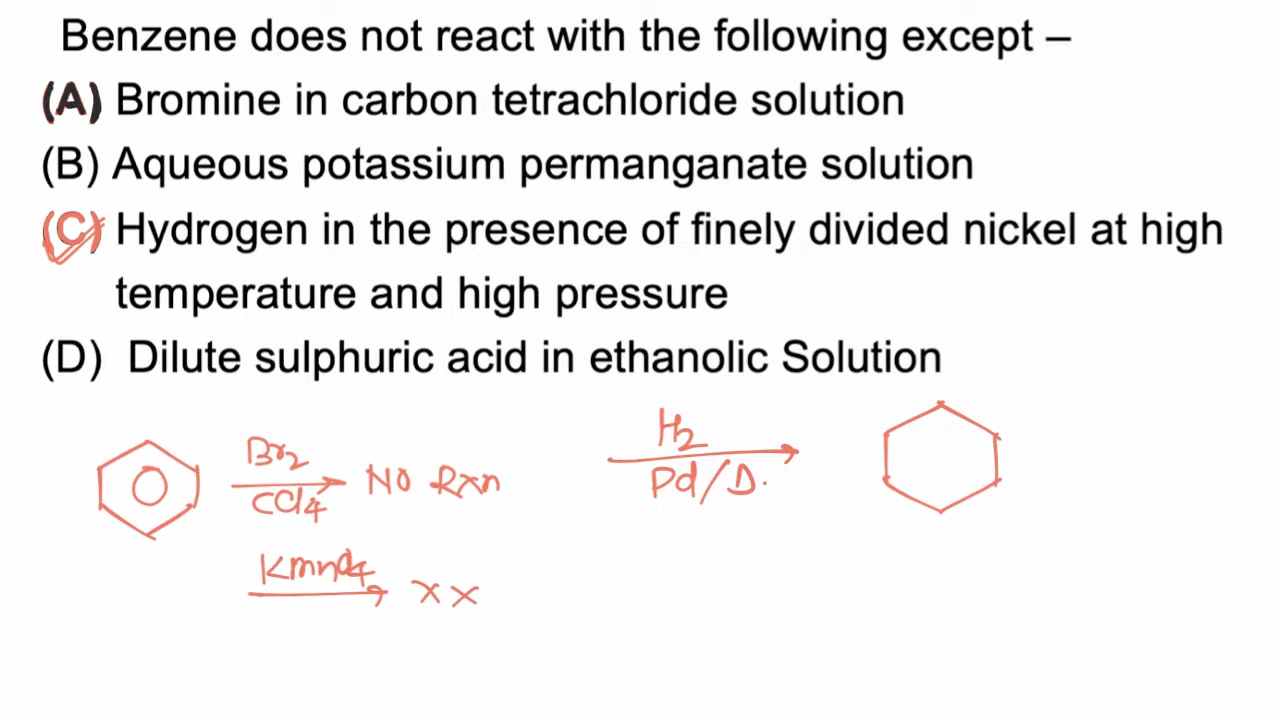 Benzene does not react with the following except –
(A) Bromine in carbon tetrachloride solution
(B) Aqueous potassium permanganate solution
(C) Hydrogen in the presence of finely divided nickel at high
temperature and high pressure
(D) Dilute sulphuric acid in ethanolic Solution
Br2
CCl4
NO Rxn
H2
Pd/D.
KmnO4
xx